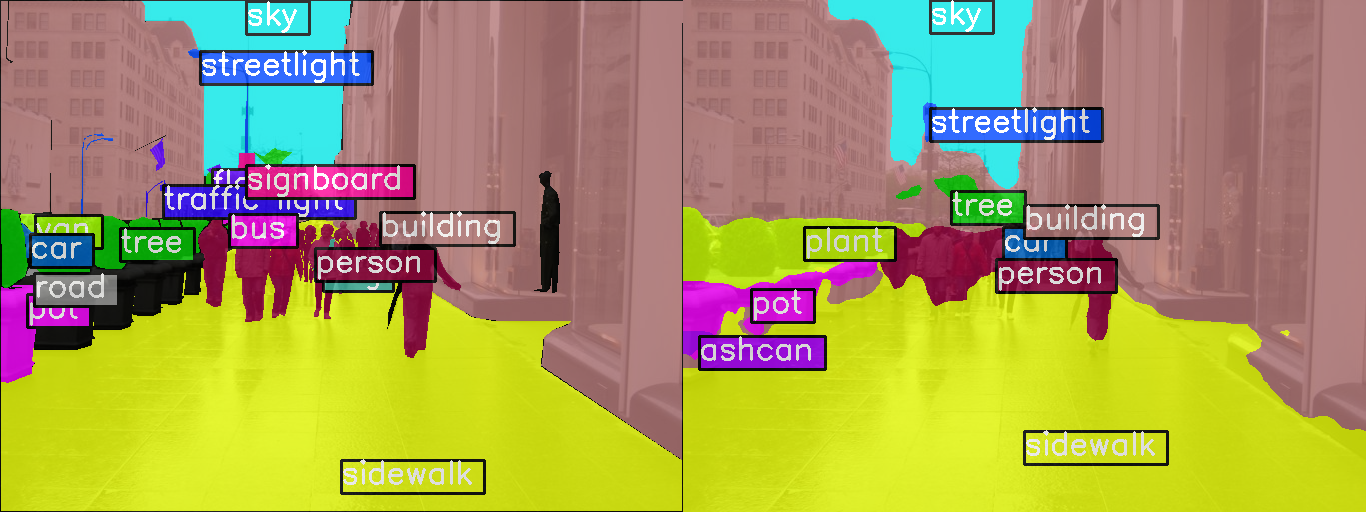 sky
streetlight
signboard
traffic light
building
van
bus
car
tree
person
road
pot
sidewalk
sky
streetlight
tree
building
plant
car
person
pot
ashcan
sidewalk